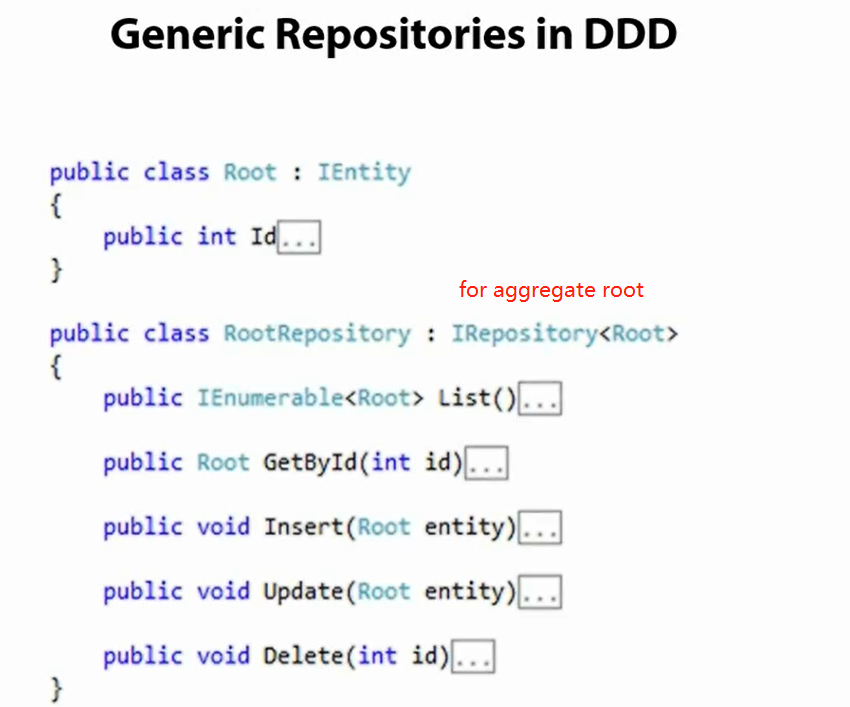 Generic Repositories in DDD
public class Root : IEntity
{
public int Id...
}
for aggregate root
public class RootRepository : IRepository<Root>
{
public IEnumerable<Root> List()...
public Root GetById(int id)...
public void Insert(Root entity)...
public void Update(Root entity)...
public void Delete(int id)...
}